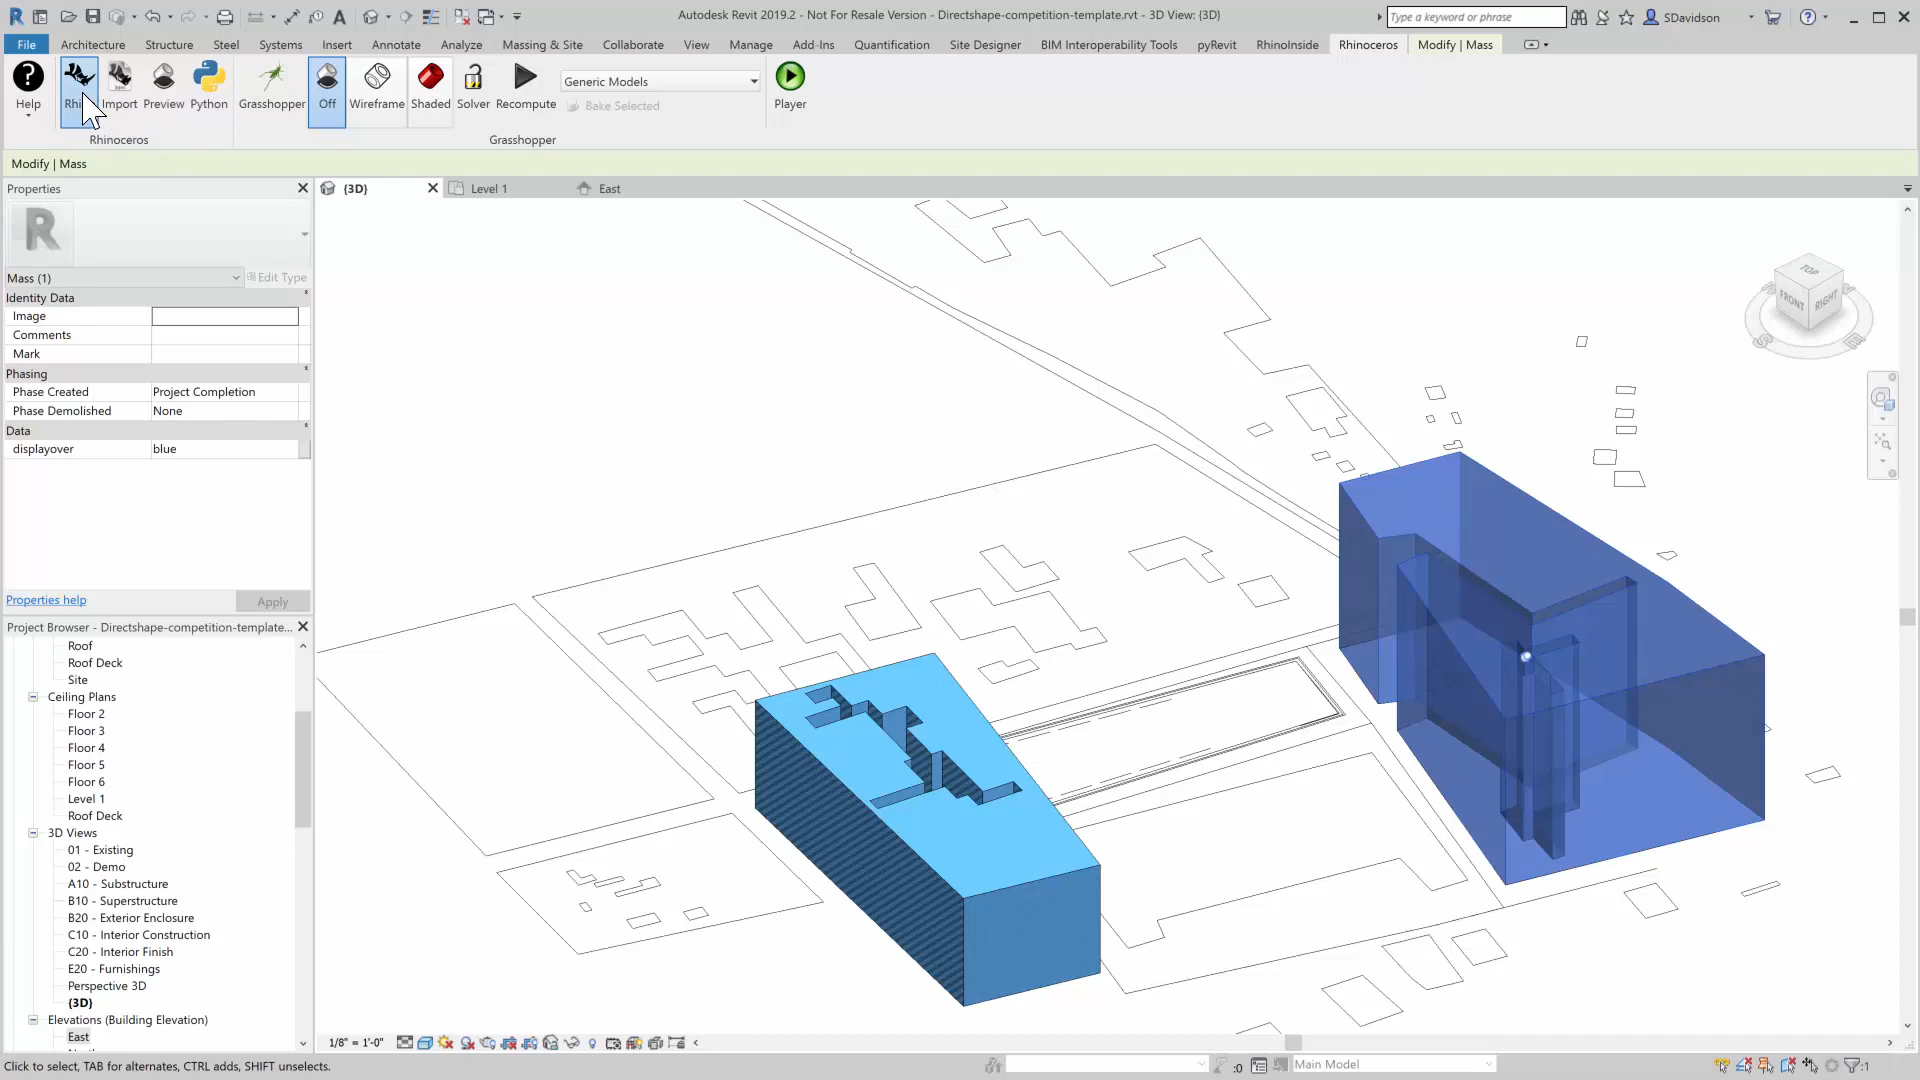 Autodesk Revit 2019.2 - Not For Resale Version - Directshape-competition-template.rvt - 3D View: {3D}
Type a keyword or phrase
SDavidson
File Architecture Structure Steel Systems Insert Annotate Analyze Massing & Site Collaborate View Manage Add-Ins Quantification Site Designer BIM Interoperability Tools pyRevit RhinoInside Rhinoceros Modify | Mass
Help Import Preview Python Grasshopper Off Wireframe Shaded Solver Recompute
Generic Models
Bake Selected
Player
Rhinoceros
Grasshopper
Modify | Mass
Properties
{3D} Level 1 East
Mass (1)
Edit Type
Identity Data
Image
Comments
Mark
Phasing
Phase Created Project Completion
Phase Demolished None
Data
displayover blue
Properties help
Apply
Project Browser - Directshape-competition-template...
Roof
Roof Deck
Site
Ceiling Plans
Floor 2
Floor 3
Floor 4
Floor 5
Floor 6
Level 1
Roof Deck
3D Views
01 - Existing
02 - Demo
A10 - Substructure
B10 - Superstructure
B20 - Exterior Enclosure
C10 - Interior Construction
C20 - Interior Finish
E20 - Furnishings
Perspective 3D
{3D}
Elevations (Building Elevation)
East
TOP
FRONT
RIGHT
S
E
1/8" = 1'-0"
Click to select, TAB for alternates, CTRL adds, SHIFT unselects.
:0
Main Model
:1